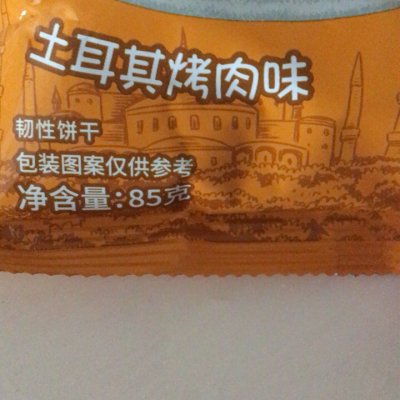 土耳其烤肉味
韧性饼干
包装图案仅供参考
净含量:85克